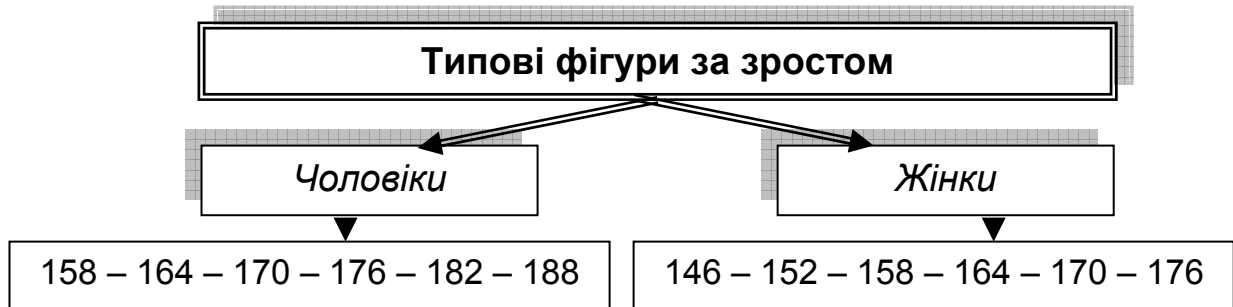 Типові фігури за зростом
Чоловіки
Жінки
158 – 164 – 170 – 176 – 182 – 188
146 – 152 – 158 – 164 – 170 – 176